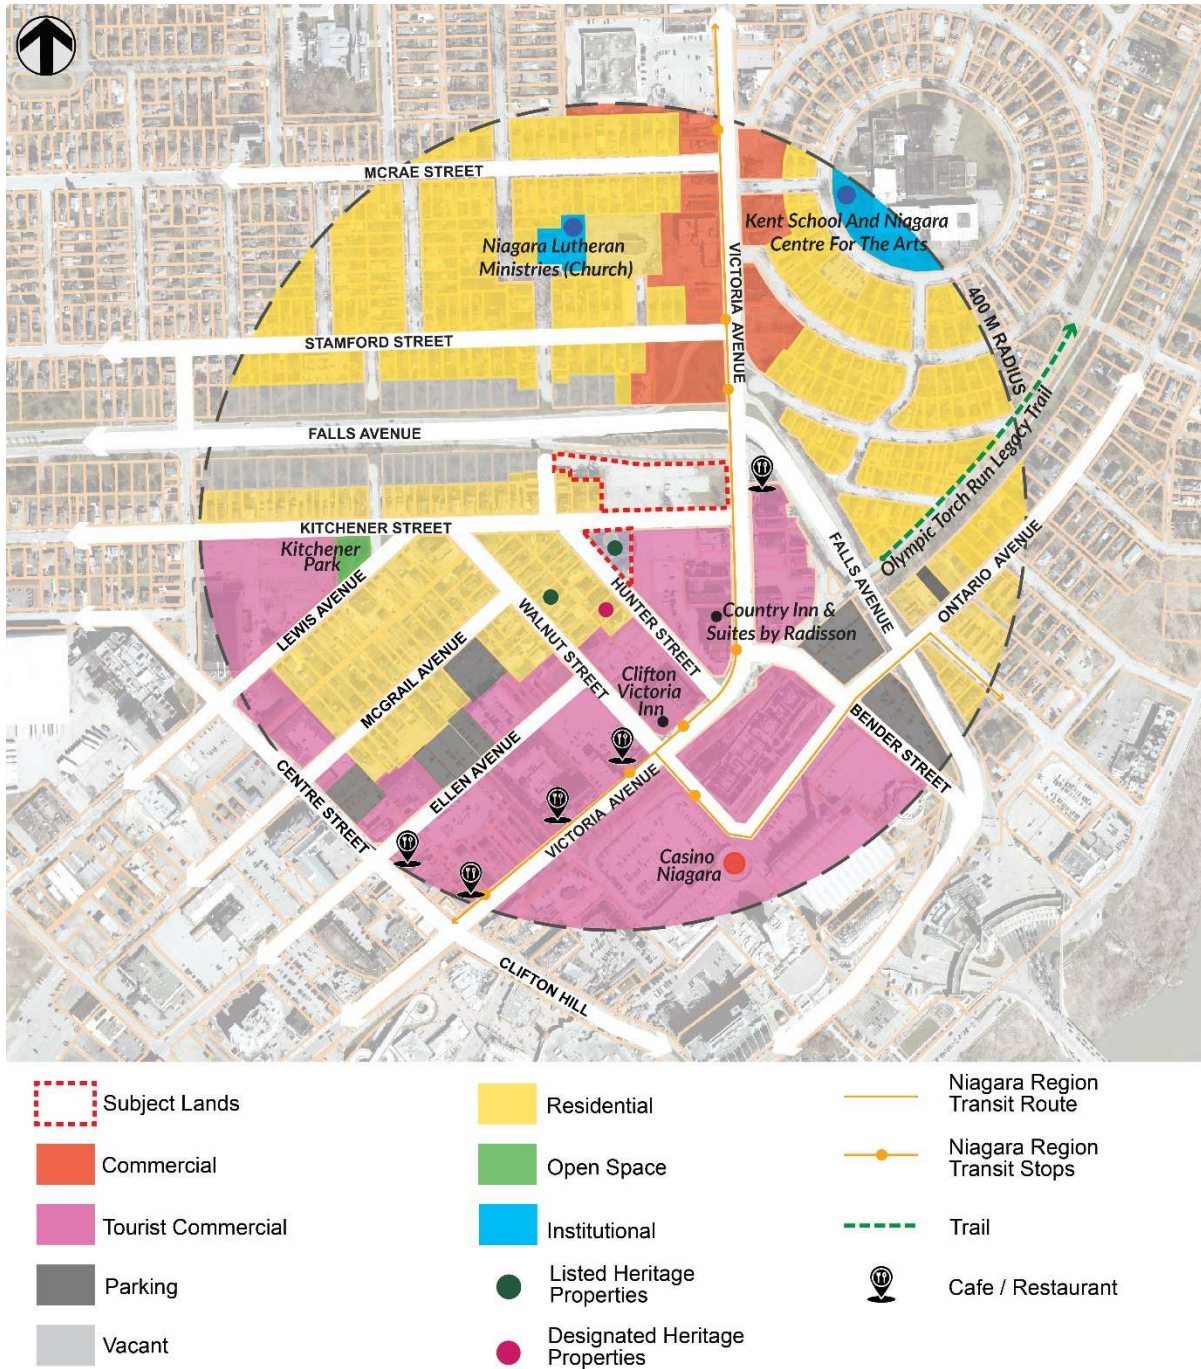 MCRAE STREET
Kent School And Niagara
Centre For The Arts
Niagara Lutheran
Ministries (Church)
VICTORIA AVENUE
400 M RADIUS
STAMFORD STREET
Olympic Torch Run Legacy Trail
FALLS AVENUE
KITCHENER STREET
Kitchener
Park
FALLS AVENUE
ONTARIO AVENUE
LEWIS AVENUE
HUNTER STREET
WALNUT STREET
Country Inn &
Suites by Radisson
MCGRAIL AVENUE
Clifton
Victoria
Inn
BENDER STREET
ELLEN AVENUE
CENTRE STREET
VICTORIA AVENUE
Casino
Niagara
CLIFTON HILL
Subject Lands
Commercial
Tourist Commercial
Parking
Vacant
Residential
Open Space
Institutional
Listed Heritage
Properties
Designated Heritage
Properties
Niagara Region
Transit Route
Niagara Region
Transit Stops
Trail
Cafe / Restaurant